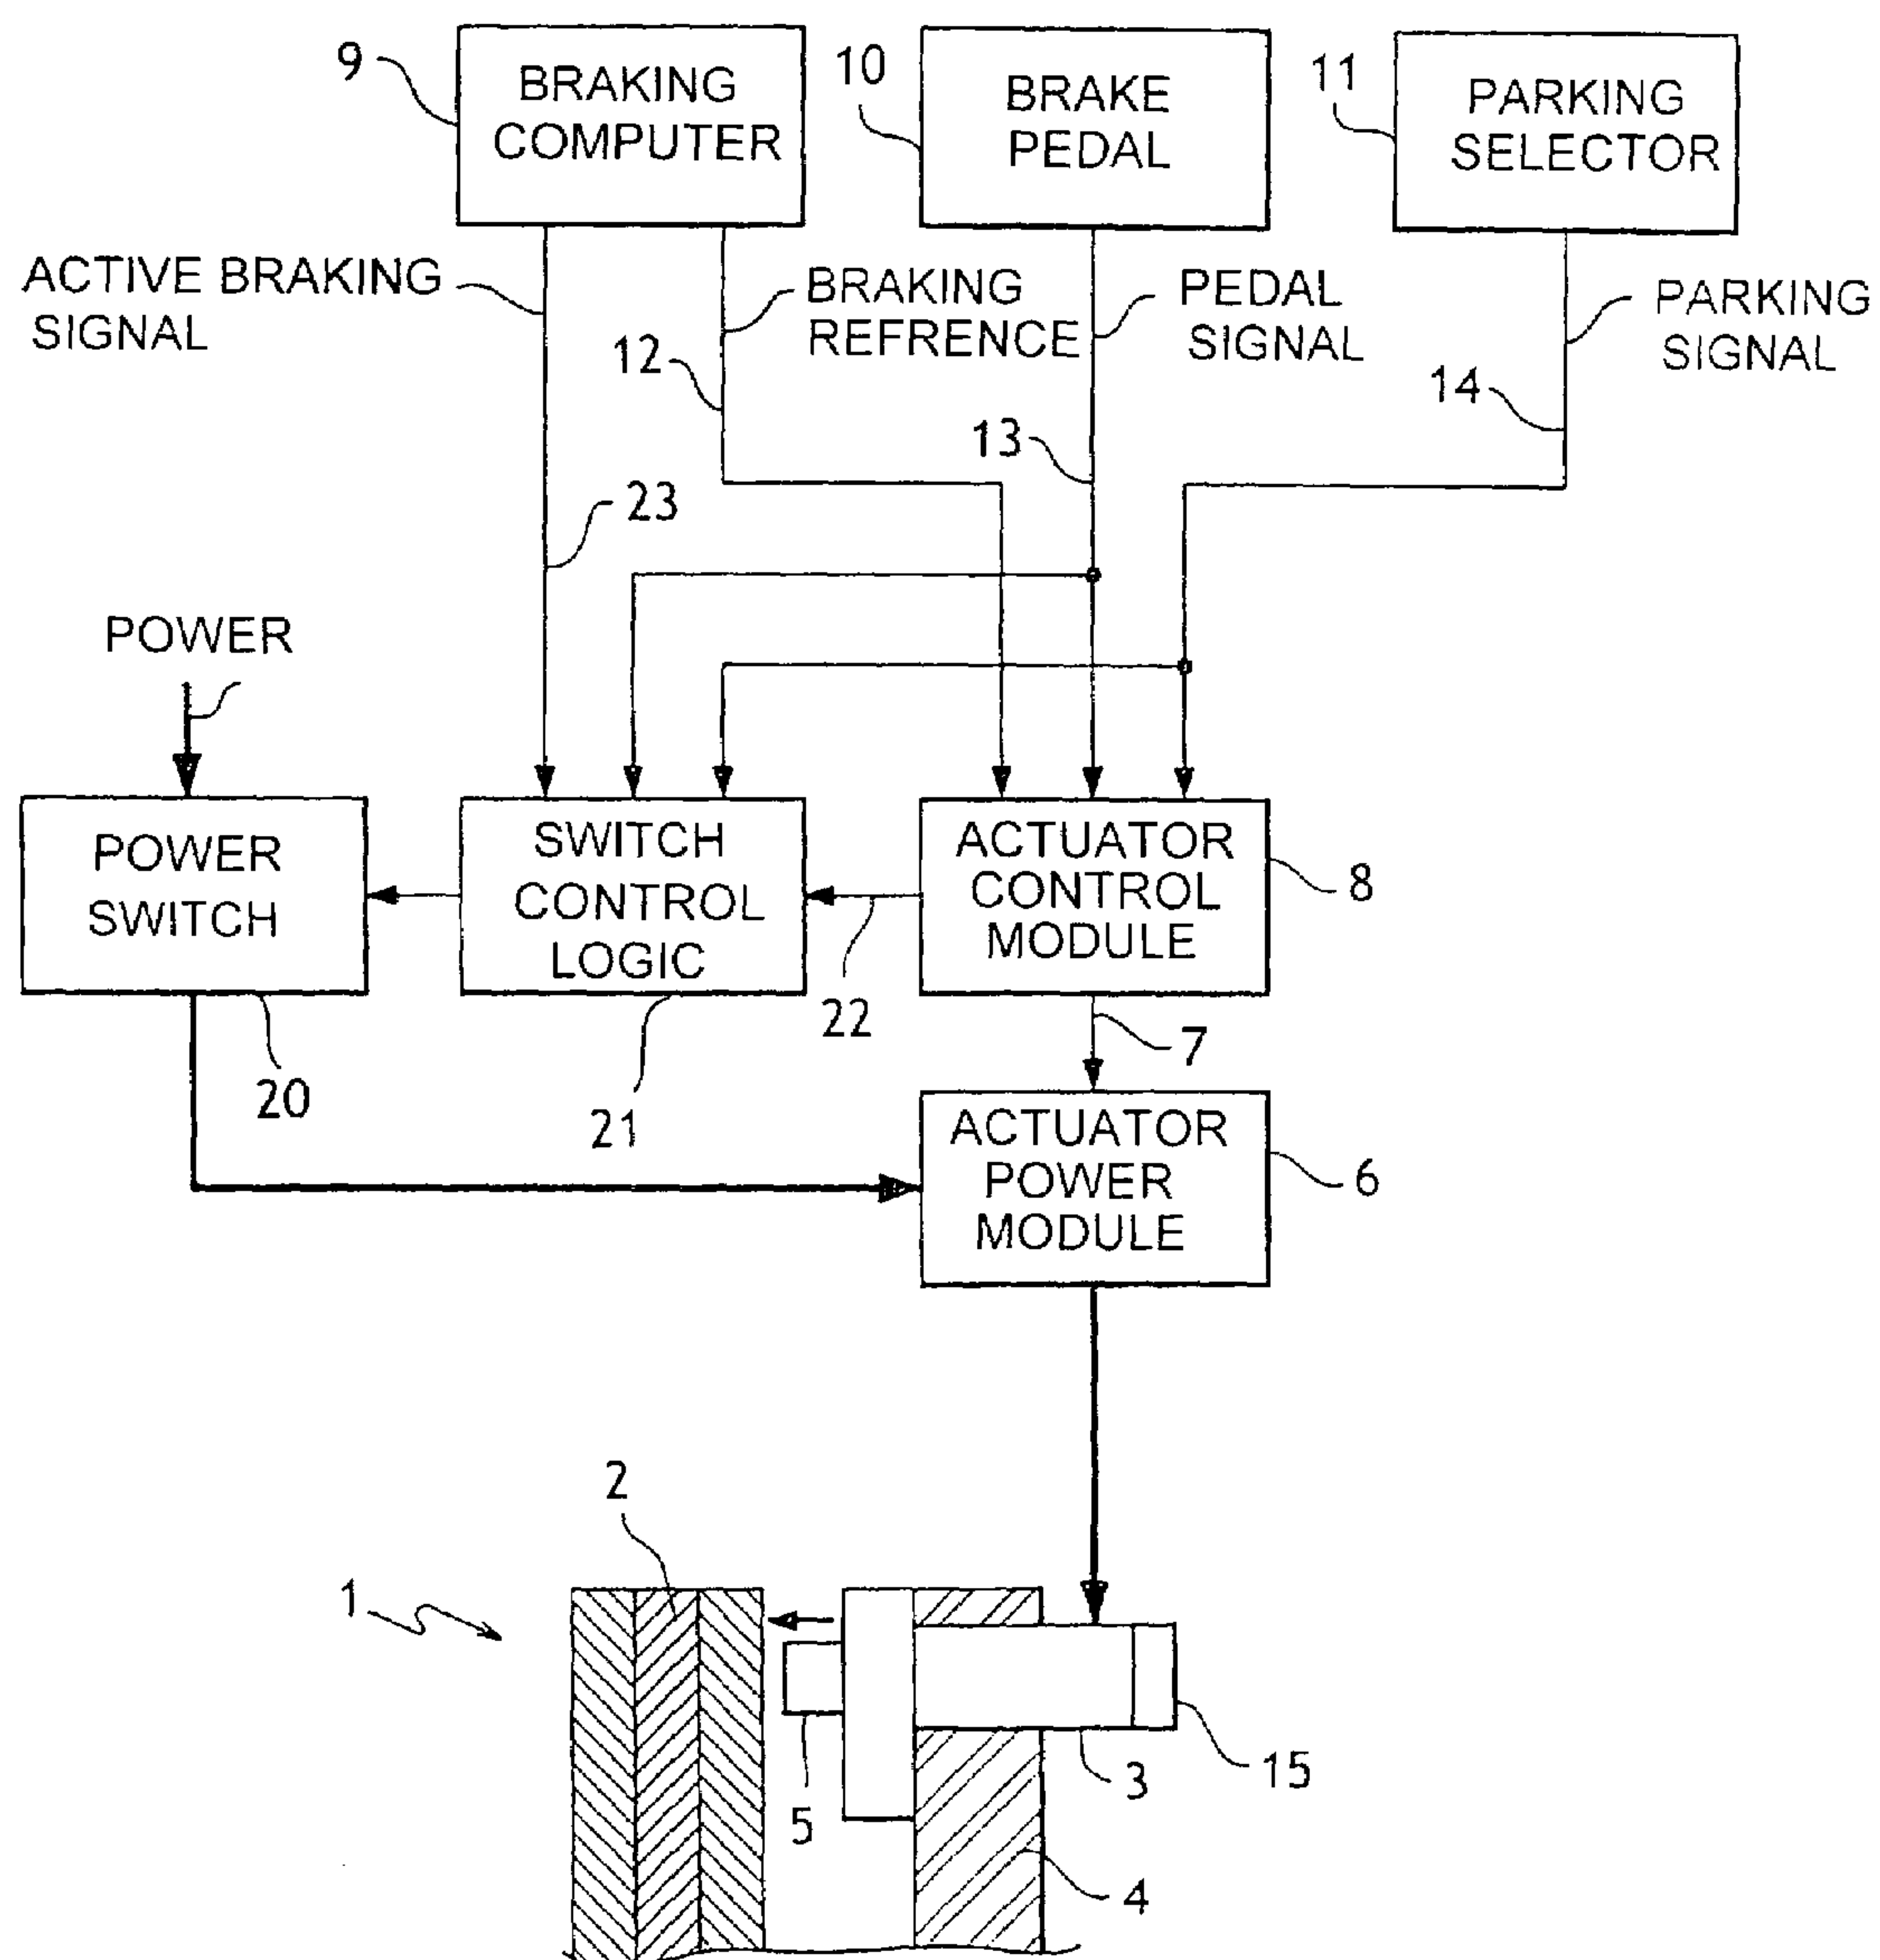 9
BRAKING
COMPUTER
10
BRAKE
PEDAL
11
PARKING
SELECTOR
ACTIVE BRAKING
SIGNAL
BRAKING
REFRENCE
PEDAL
SIGNAL
PARKING
SIGNAL
12
13
14
23
POWER
POWER
SWITCH
SWITCH
CONTROL
LOGIC
ACTUATOR
CONTROL
MODULE
8
22
7
20
21
ACTUATOR
POWER
MODULE
6
2
1
5
3
15
4